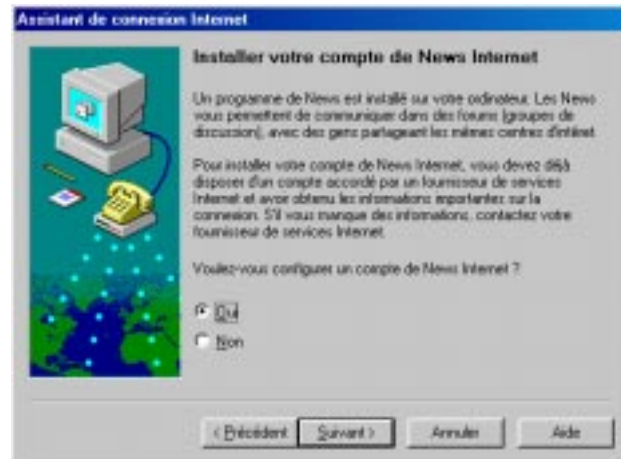 Assistant de connexion Internet
Installer votre compte de News Internet
Un programme de News est installé sur votre ordinateur. Les News
vous permettent de communiquer dans des forums (groupes de
discussion), avec des gens partageant les mêmes centres d'intérêt.
Pour installer votre compte de News Internet, vous devez déjà
disposer d'un compte accordé par un fournisseur de services
Internet et avoir obtenu les informations importantes sur la
connexion. S'il vous manque des informations, contactez votre
fournisseur de services Internet.
Voulez-vous configurer un compte de News Internet ?
Oui
Non
< Précédent Suivant > Annuler Aide